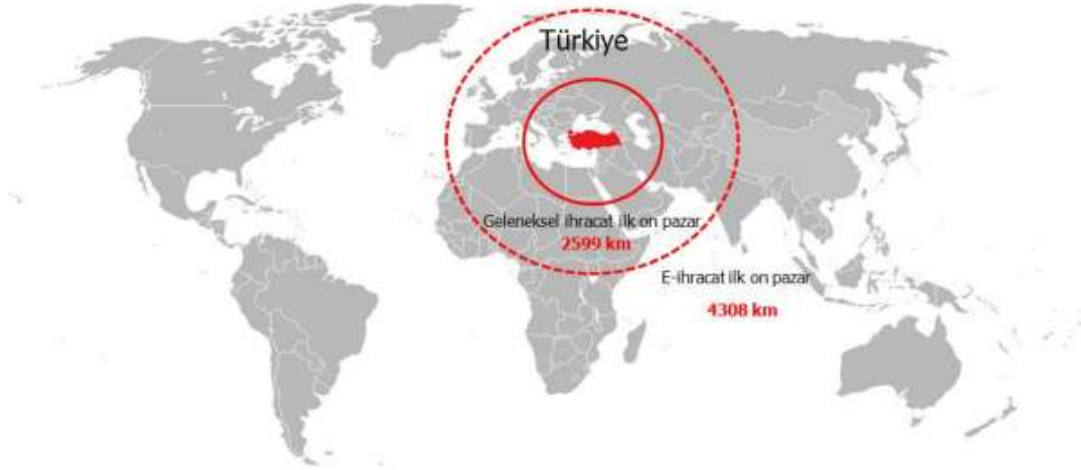 Türkiye
Geleneksel ihracat ilk on pazar
2599 km
E-ihracat ilk on pazar
4308 km